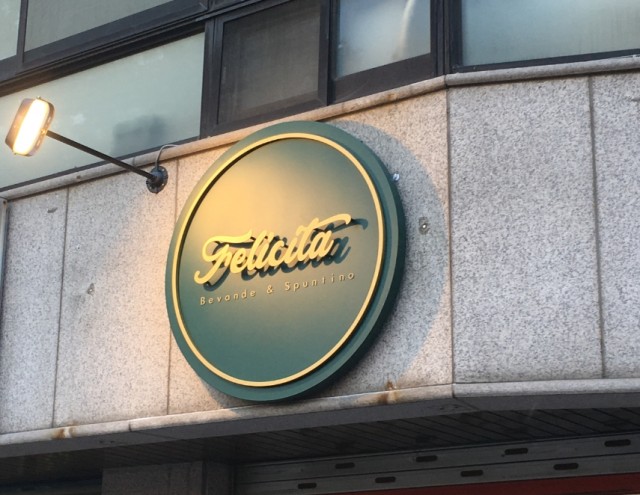 Felicita
Bevande & Spuntino